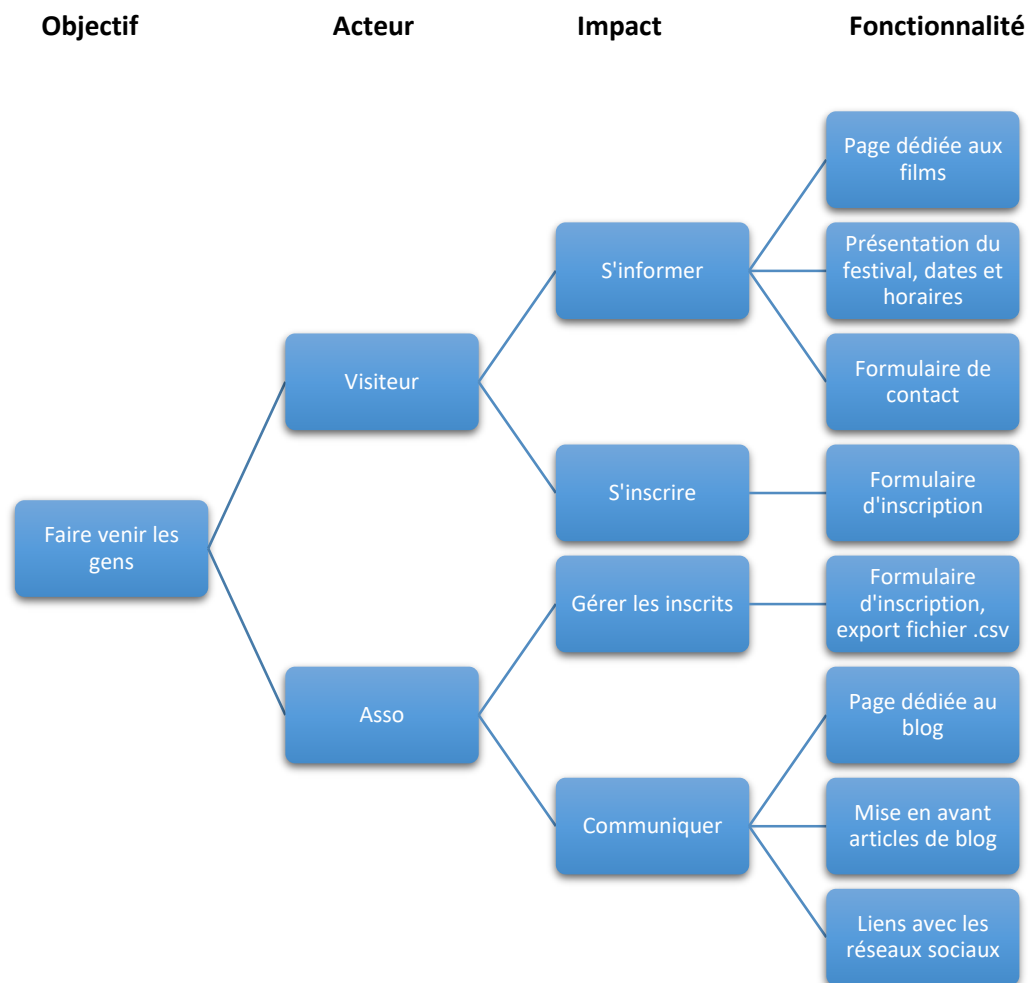 Objectif Acteur Impact Fonctionnalité
Page dédiée aux
films
S'informer
Présentation du
festival, dates et
horaires
Visiteur
Formulaire de
contact
S'inscrire
Formulaire
d'inscription
Faire venir les
gens
Gérer les inscrits
Formulaire
d'inscription,
export fichier .csv
Asso
Page dédiée au
blog
Communiquer
Mise en avant
articles de blog
Liens avec les
réseaux sociaux